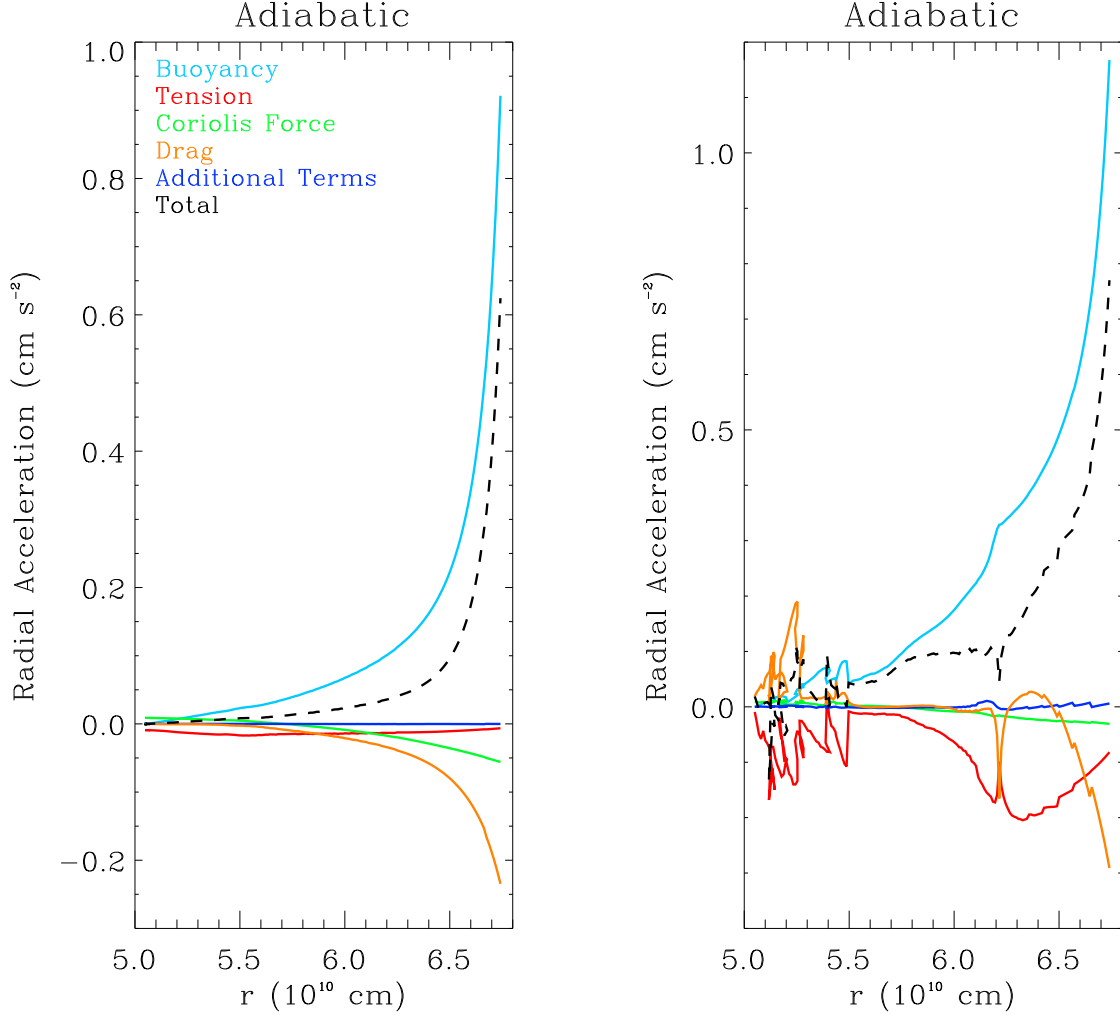 Adiabatic
1.0
0.8
0.6
0.4
0.2
0.0
−0.2
Radial Acceleration (cm s⁻²)
Buoyancy
Tension
Coriolis Force
Drag
Additional Terms
Total
5.0 5.5 6.0 6.5
r (10¹⁰ cm)
Adiabatic
1.0
0.5
0.0
Radial Acceleration (cm s⁻²)
5.0 5.5 6.0 6.5
r (10¹⁰ cm)